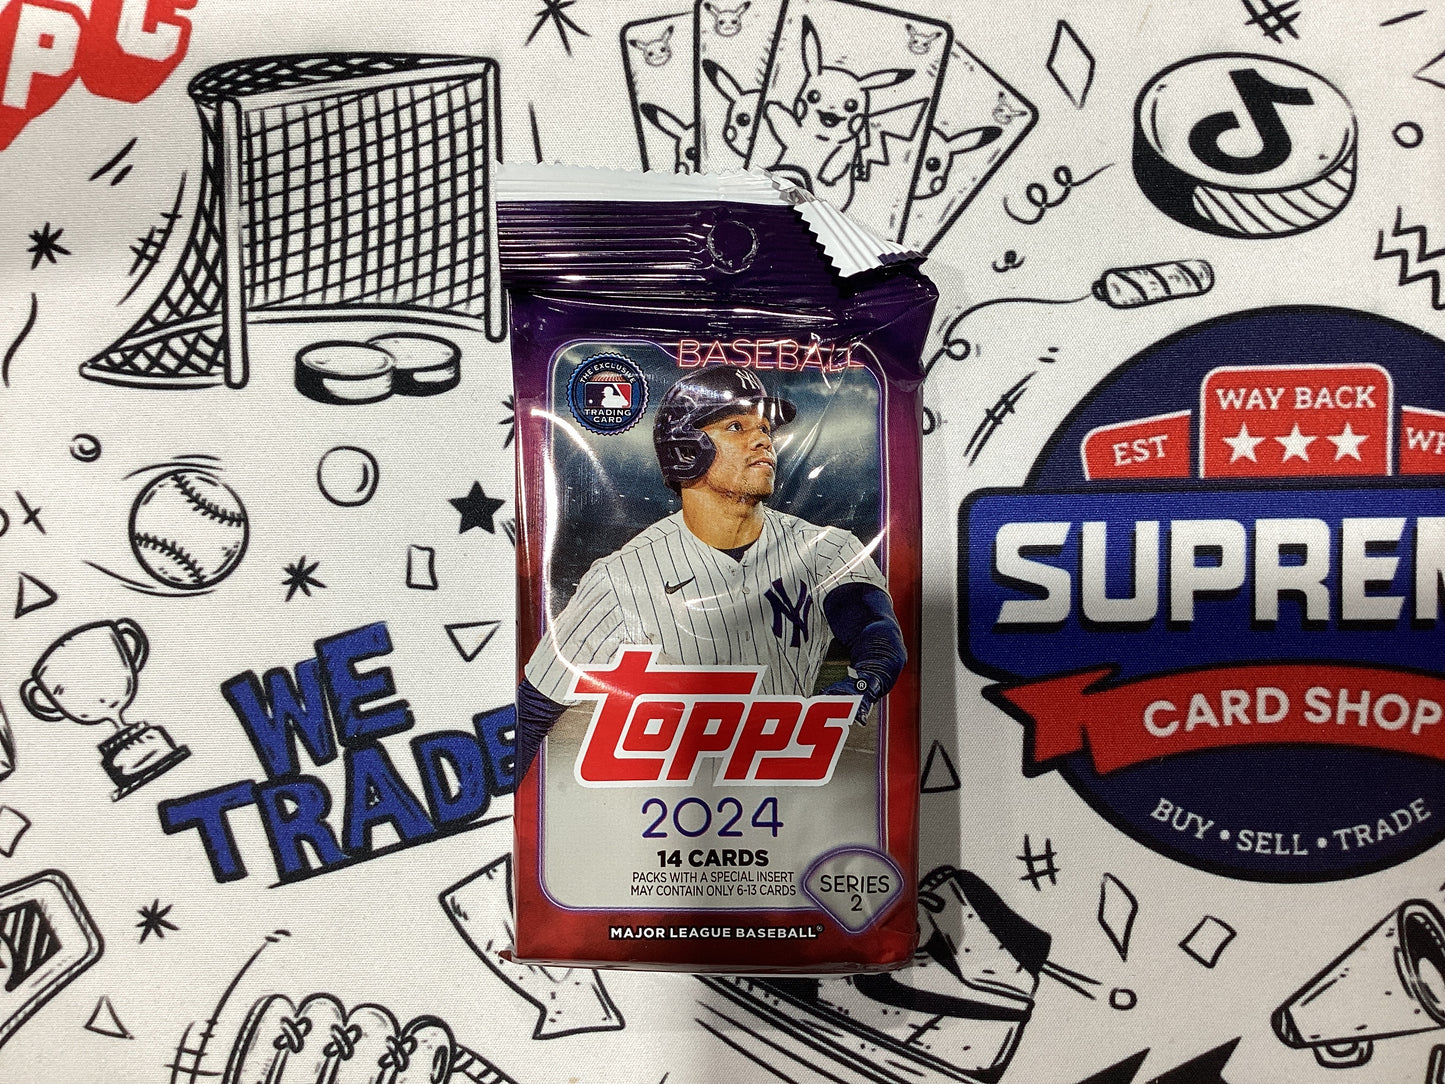 PC
WAY BACK
EST
SUPREM
CARD SHOP
BUY • SELL • TRADE
WE
TRADE
BASEBALL
THE EXCLUSIVE
TRADING
CARD
NY
TOPPS®
2024
14 CARDS
PACKS WITH A SPECIAL INSERT
MAY CONTAIN ONLY 6-13 CARDS
SERIES
2
MAJOR LEAGUE BASEBALL®